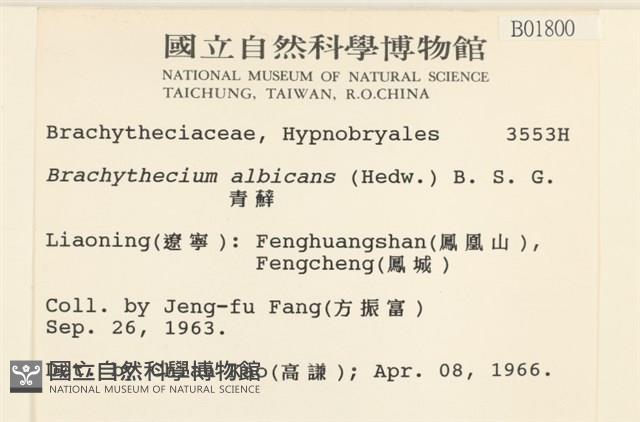 B01800
國立自然科學博物館
NATIONAL MUSEUM OF NATURAL SCIENCE
TAICHUNG, TAIWAN, R.O.CHINA
Brachytheciaceae, Hypnobryales 3553H
Brachythecium albicans (Hedw.) B. S. G.
青蘚
Liaoning(遼寧): Fenghuangshan(鳳凰山),
Fengcheng(鳳城)
Coll. by Jeng-fu Fang(方振富)
Sep. 26, 1963.
(高謙); Apr. 08, 1966.
國立自然科學博物館
NATIONAL MUSEUM OF NATURAL SCIENCE